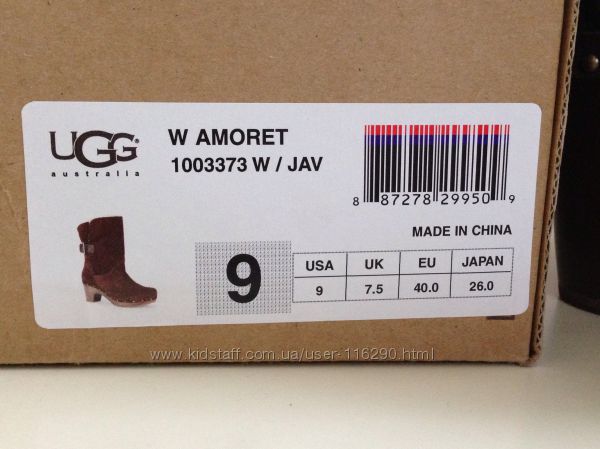 UGG
australia
W AMORET
1003373 W / JAV
8 87278 29950 9
MADE IN CHINA
9
USA UK EU JAPAN
9 7.5 40.0 26.0
www.kidstaff.com.ua/user-116290.html